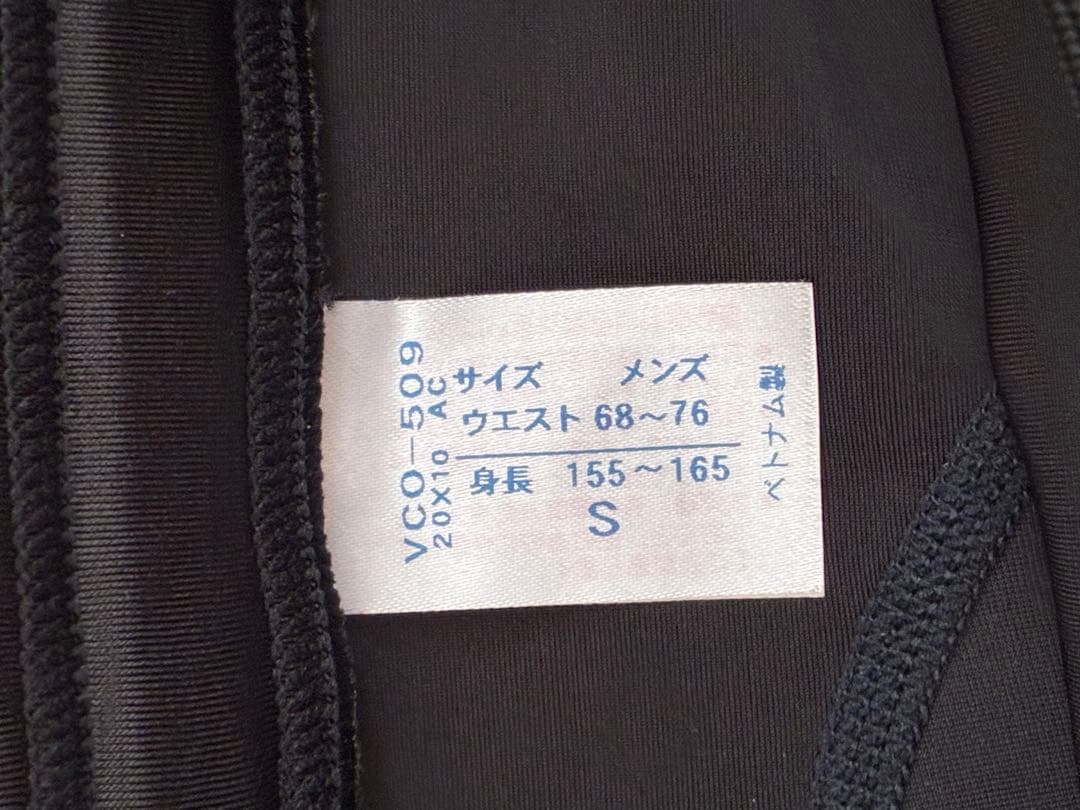 サイズ メンズ
ウエスト 68～76
身長 155～165
S
VCO-509
20X10 AC
ベトナム製